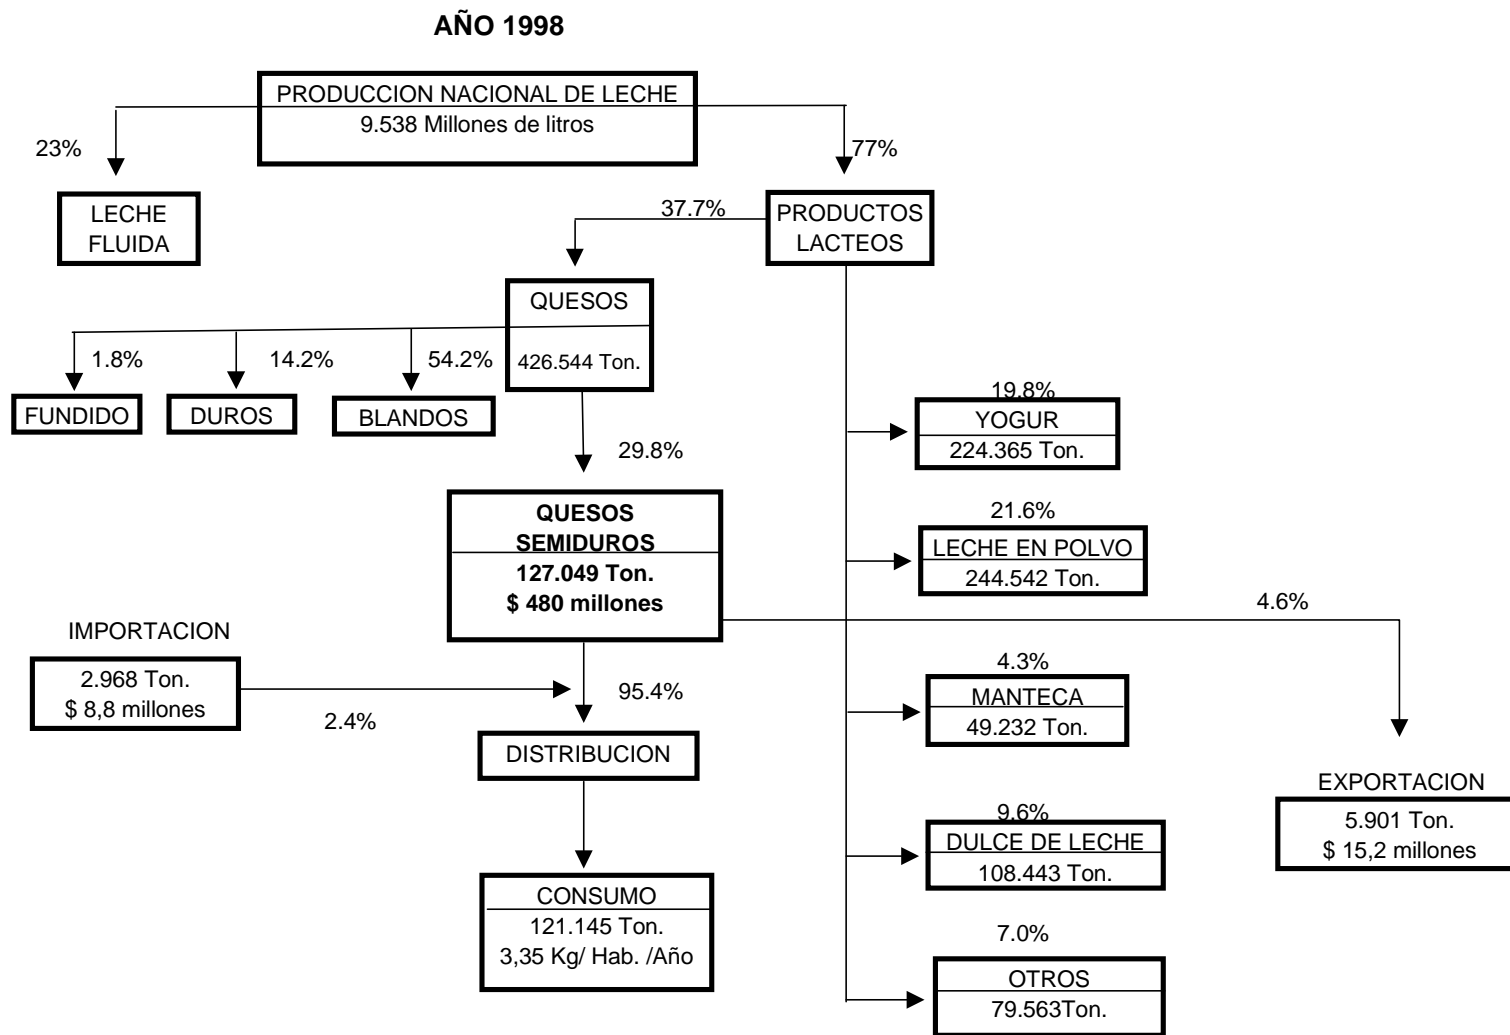 AÑO 1998
PRODUCCION NACIONAL DE LECHE
9.538 Millones de litros
23%
77%
LECHE
FLUIDA
37.7%
PRODUCTOS
LACTEOS
QUESOS
426.544 Ton.
1.8%
14.2%
54.2%
FUNDIDO
DUROS
BLANDOS
29.8%
19.8%
YOGUR
224.365 Ton.
QUESOS
SEMIDUROS
127.049 Ton.
$ 480 millones
21.6%
LECHE EN POLVO
244.542 Ton.
4.6%
IMPORTACION
2.968 Ton.
$ 8,8 millones
2.4%
95.4%
4.3%
MANTECA
49.232 Ton.
DISTRIBUCION
EXPORTACION
5.901 Ton.
$ 15,2 millones
9.6%
DULCE DE LECHE
108.443 Ton.
CONSUMO
121.145 Ton.
3,35 Kg/ Hab. /Año
7.0%
OTROS
79.563Ton.